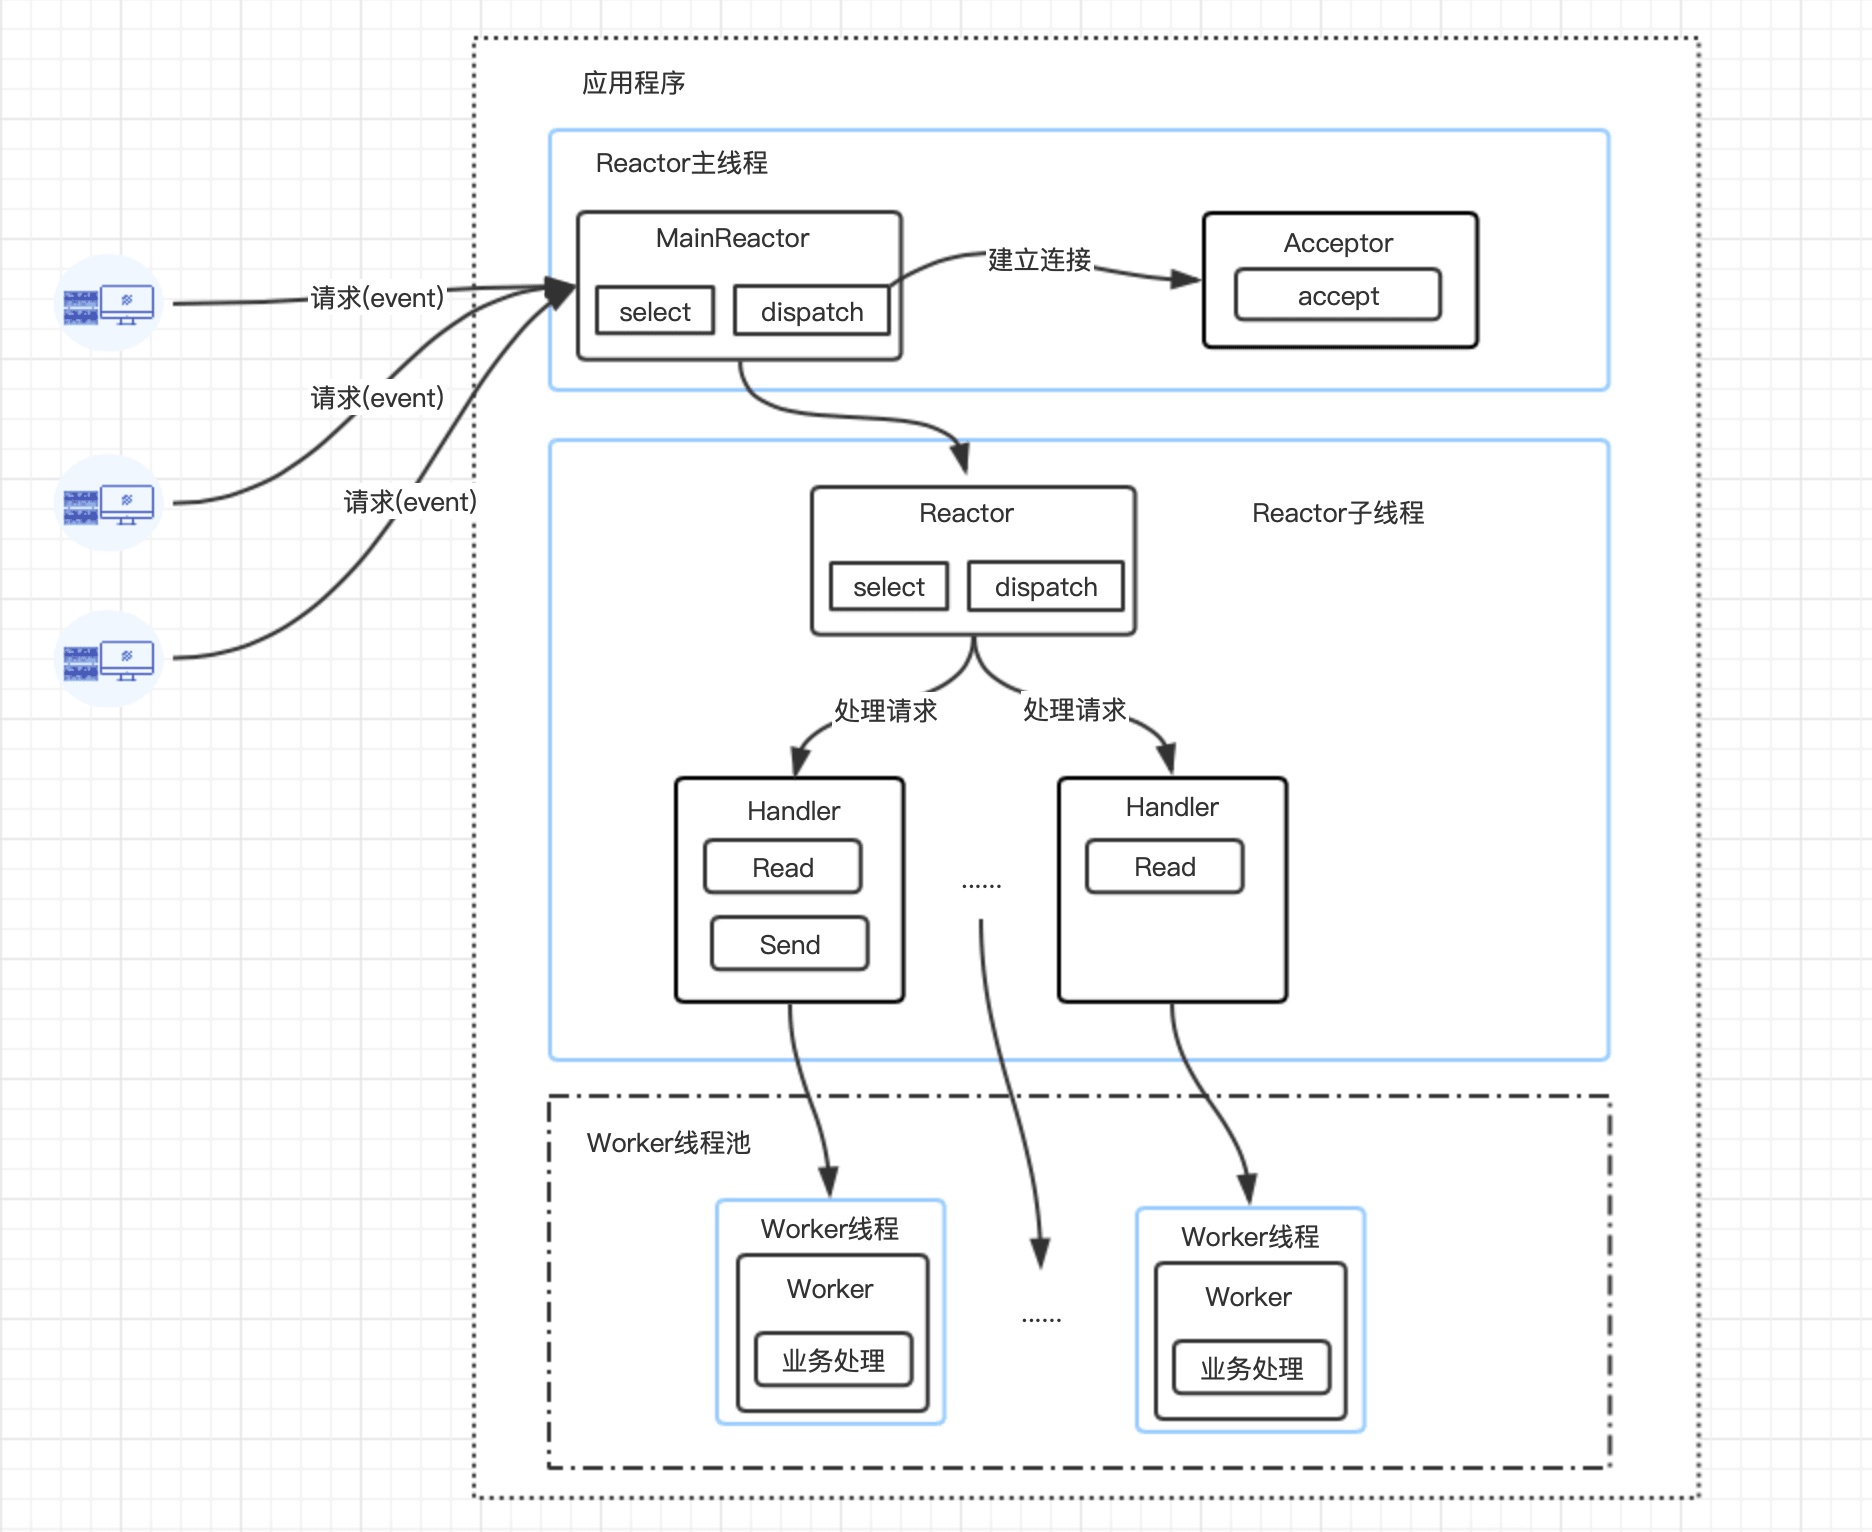 应用程序
Reactor主线程
MainReactor
select
dispatch
建立连接
Acceptor
accept
请求(event)
请求(event)
请求(event)
Reactor
select
dispatch
Reactor子线程
处理请求
处理请求
Handler
Read
Send
......
Handler
Read
Worker线程池
Worker线程
Worker
业务处理
......
Worker线程
Worker
业务处理